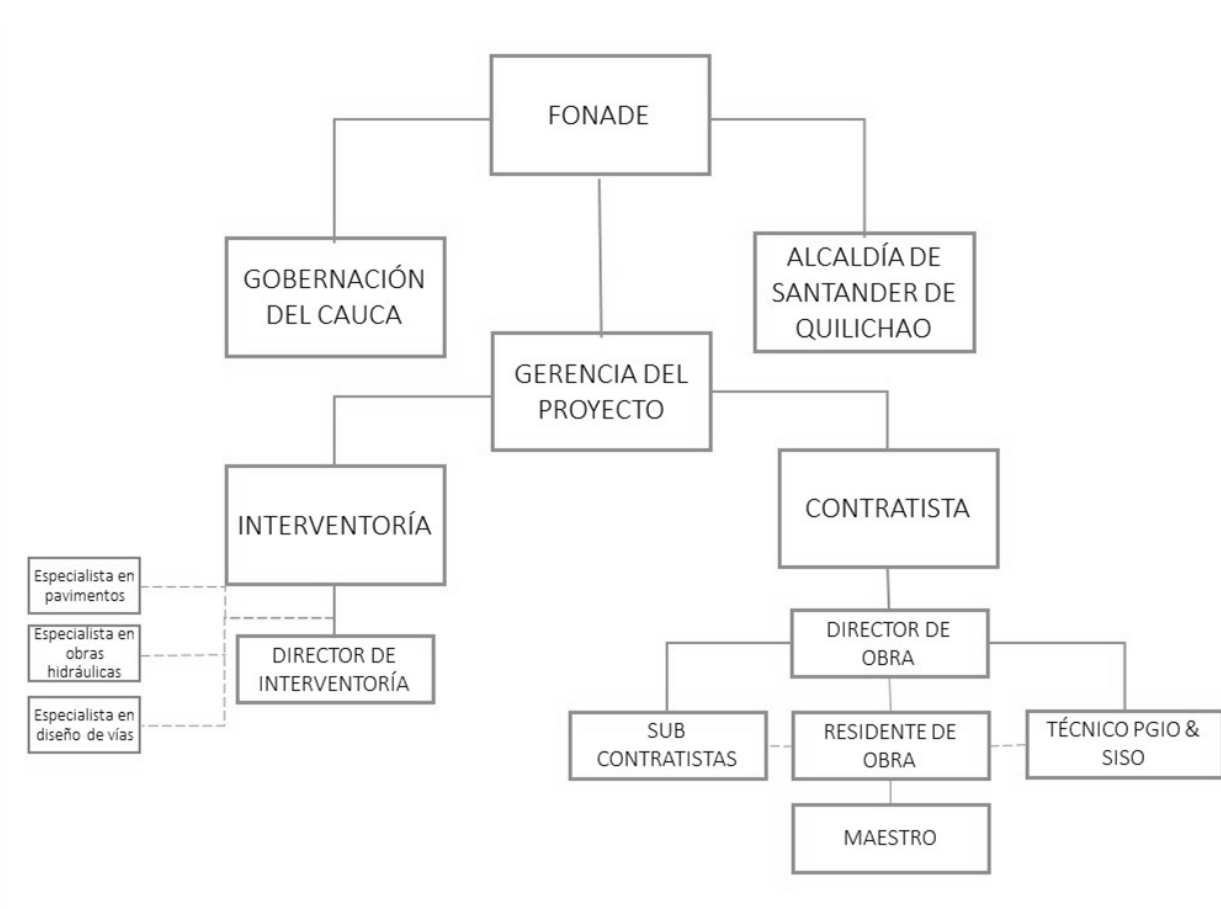 FONADE
GOBERNACIÓN
DEL CAUCA
ALCALDÍA DE
SANTANDER DE
QUILICHAO
GERENCIA DEL
PROYECTO
INTERVENTORÍA
CONTRATISTA
Especialista en
pavimentos
Especialista en
obras
hidráulicas
Especialista en
diseño de vías
DIRECTOR DE
INTERVENTORÍA
DIRECTOR DE
OBRA
SUB
CONTRATISTAS
RESIDENTE DE
OBRA
TÉCNICO PGIO &
SISO
MAESTRO